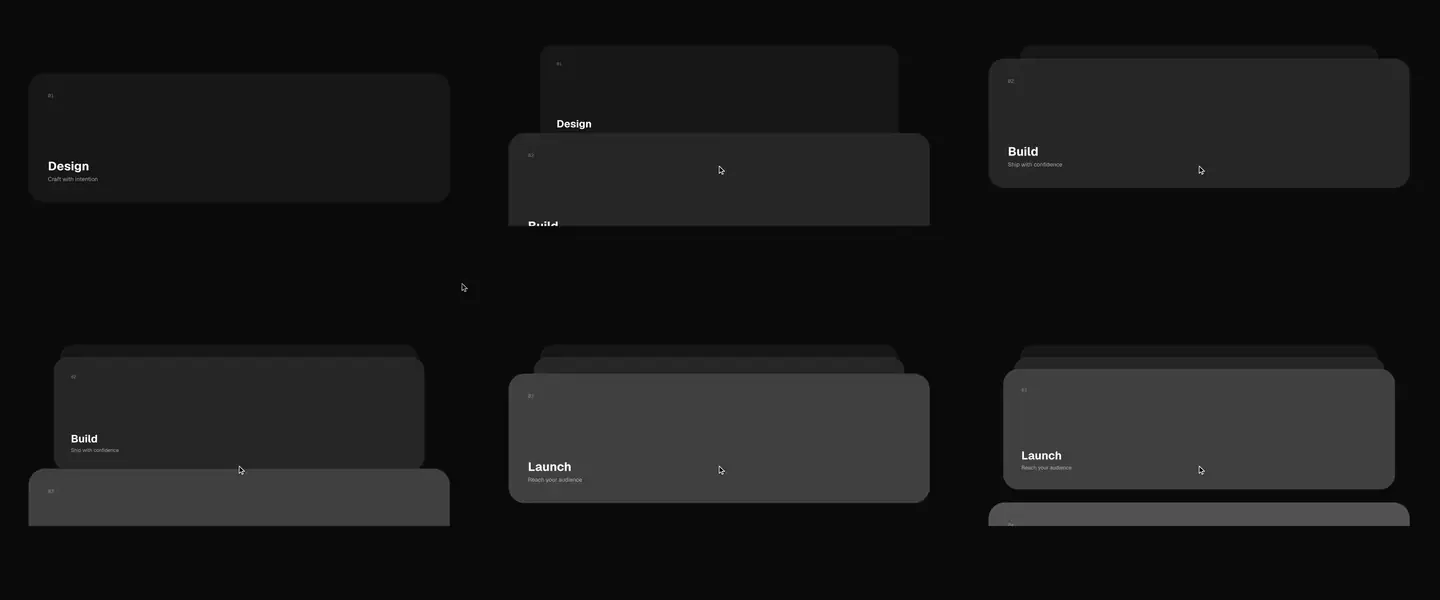 01
Design
Craft with intention
01
Design
02
Build
02
Build
Ship with confidence
02
Build
Ship with confidence
03
03
Launch
Reach your audience
03
Launch
Reach your audience